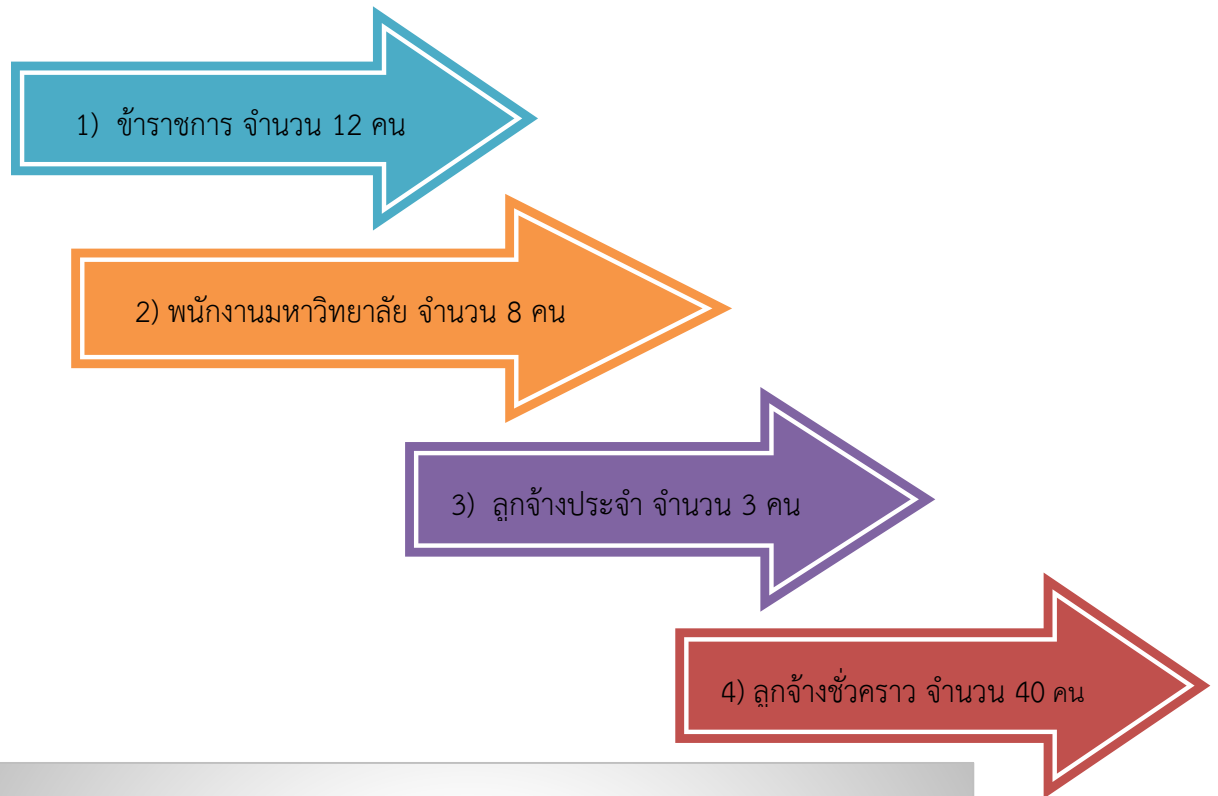 1) ข้าราชการ จำนวน 12 คน
2) พนักงานมหาวิทยาลัย จำนวน 8 คน
3) ลูกจ้างประจำ จำนวน 3 คน
4) ลูกจ้างชั่วคราว จำนวน 40 คน